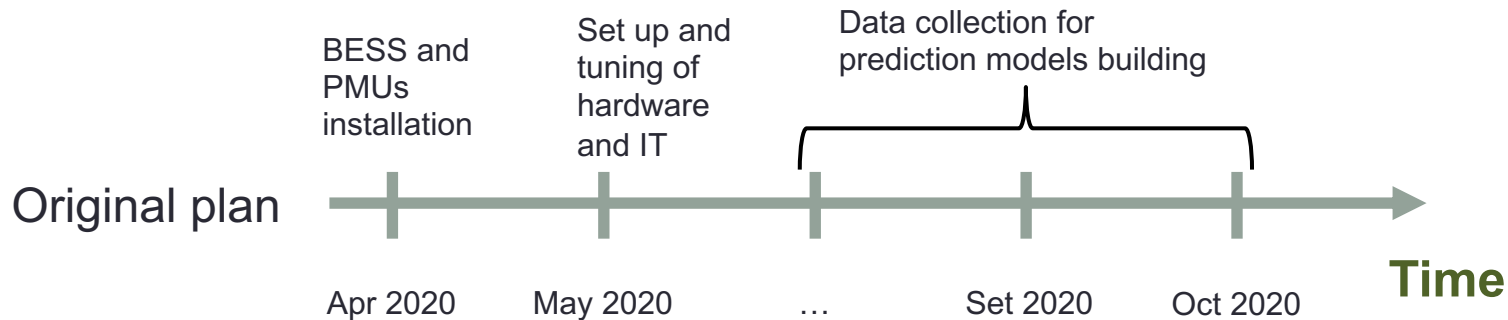 BESS and
PMUs
installation
Set up and
tuning of
hardware
and IT
Data collection for
prediction models building
Original plan
Time
Apr 2020
May 2020
…
Set 2020
Oct 2020